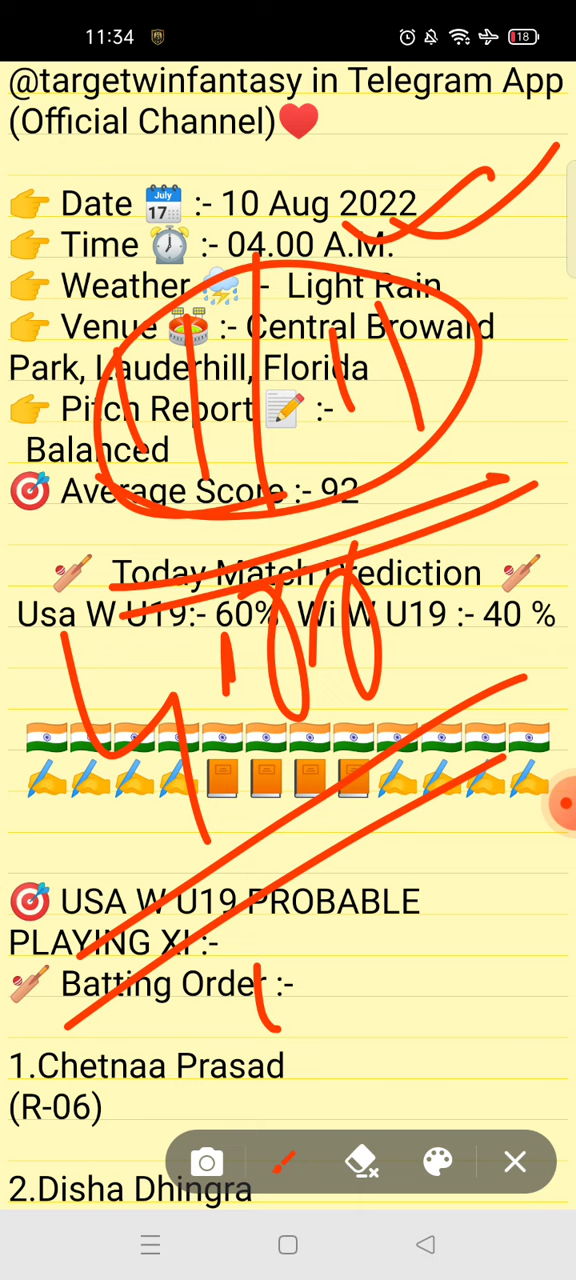 11:34
18
@targetwinfantasy in Telegram App
(Official Channel)❤️
👉 Date 📅 :- 10 Aug 2022
👉 Time ⏰ :- 04.00 A.M.
👉 Weather ⛈️ :- Light Rain
👉 Venue 🏟️ :- Central Broward
Park, Lauderhill, Florida
👉 Pitch Report 📝 :-
Balanced
🎯 Average Score :- 92
🏏 Today Match Prediction 🏏
Usa W U19:- 60% Wi W U19 :- 40 %
🇮🇳🇮🇳🇮🇳🇮🇳🇮🇳🇮🇳🇮🇳🇮🇳🇮🇳🇮🇳🇮🇳🇮🇳
✍️✍️✍️✍️📙📙📙📙✍️✍️✍️✍️
🎯 USA W U19 PROBABLE
PLAYING XI :-
🏏 Batting Order :-
1.Chetnaa Prasad
(R-06)
2.Disha Dhingra